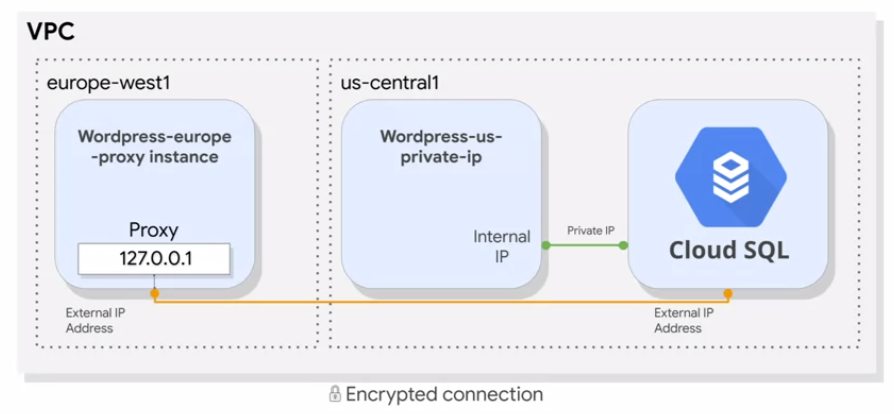 VPC
europe-west1
Wordpress-europe
-proxy instance
Proxy
127.0.0.1
External IP
Address
us-central1
Wordpress-us-
private-ip
Internal
IP
Private IP
Cloud SQL
External IP
Address
Encrypted connection